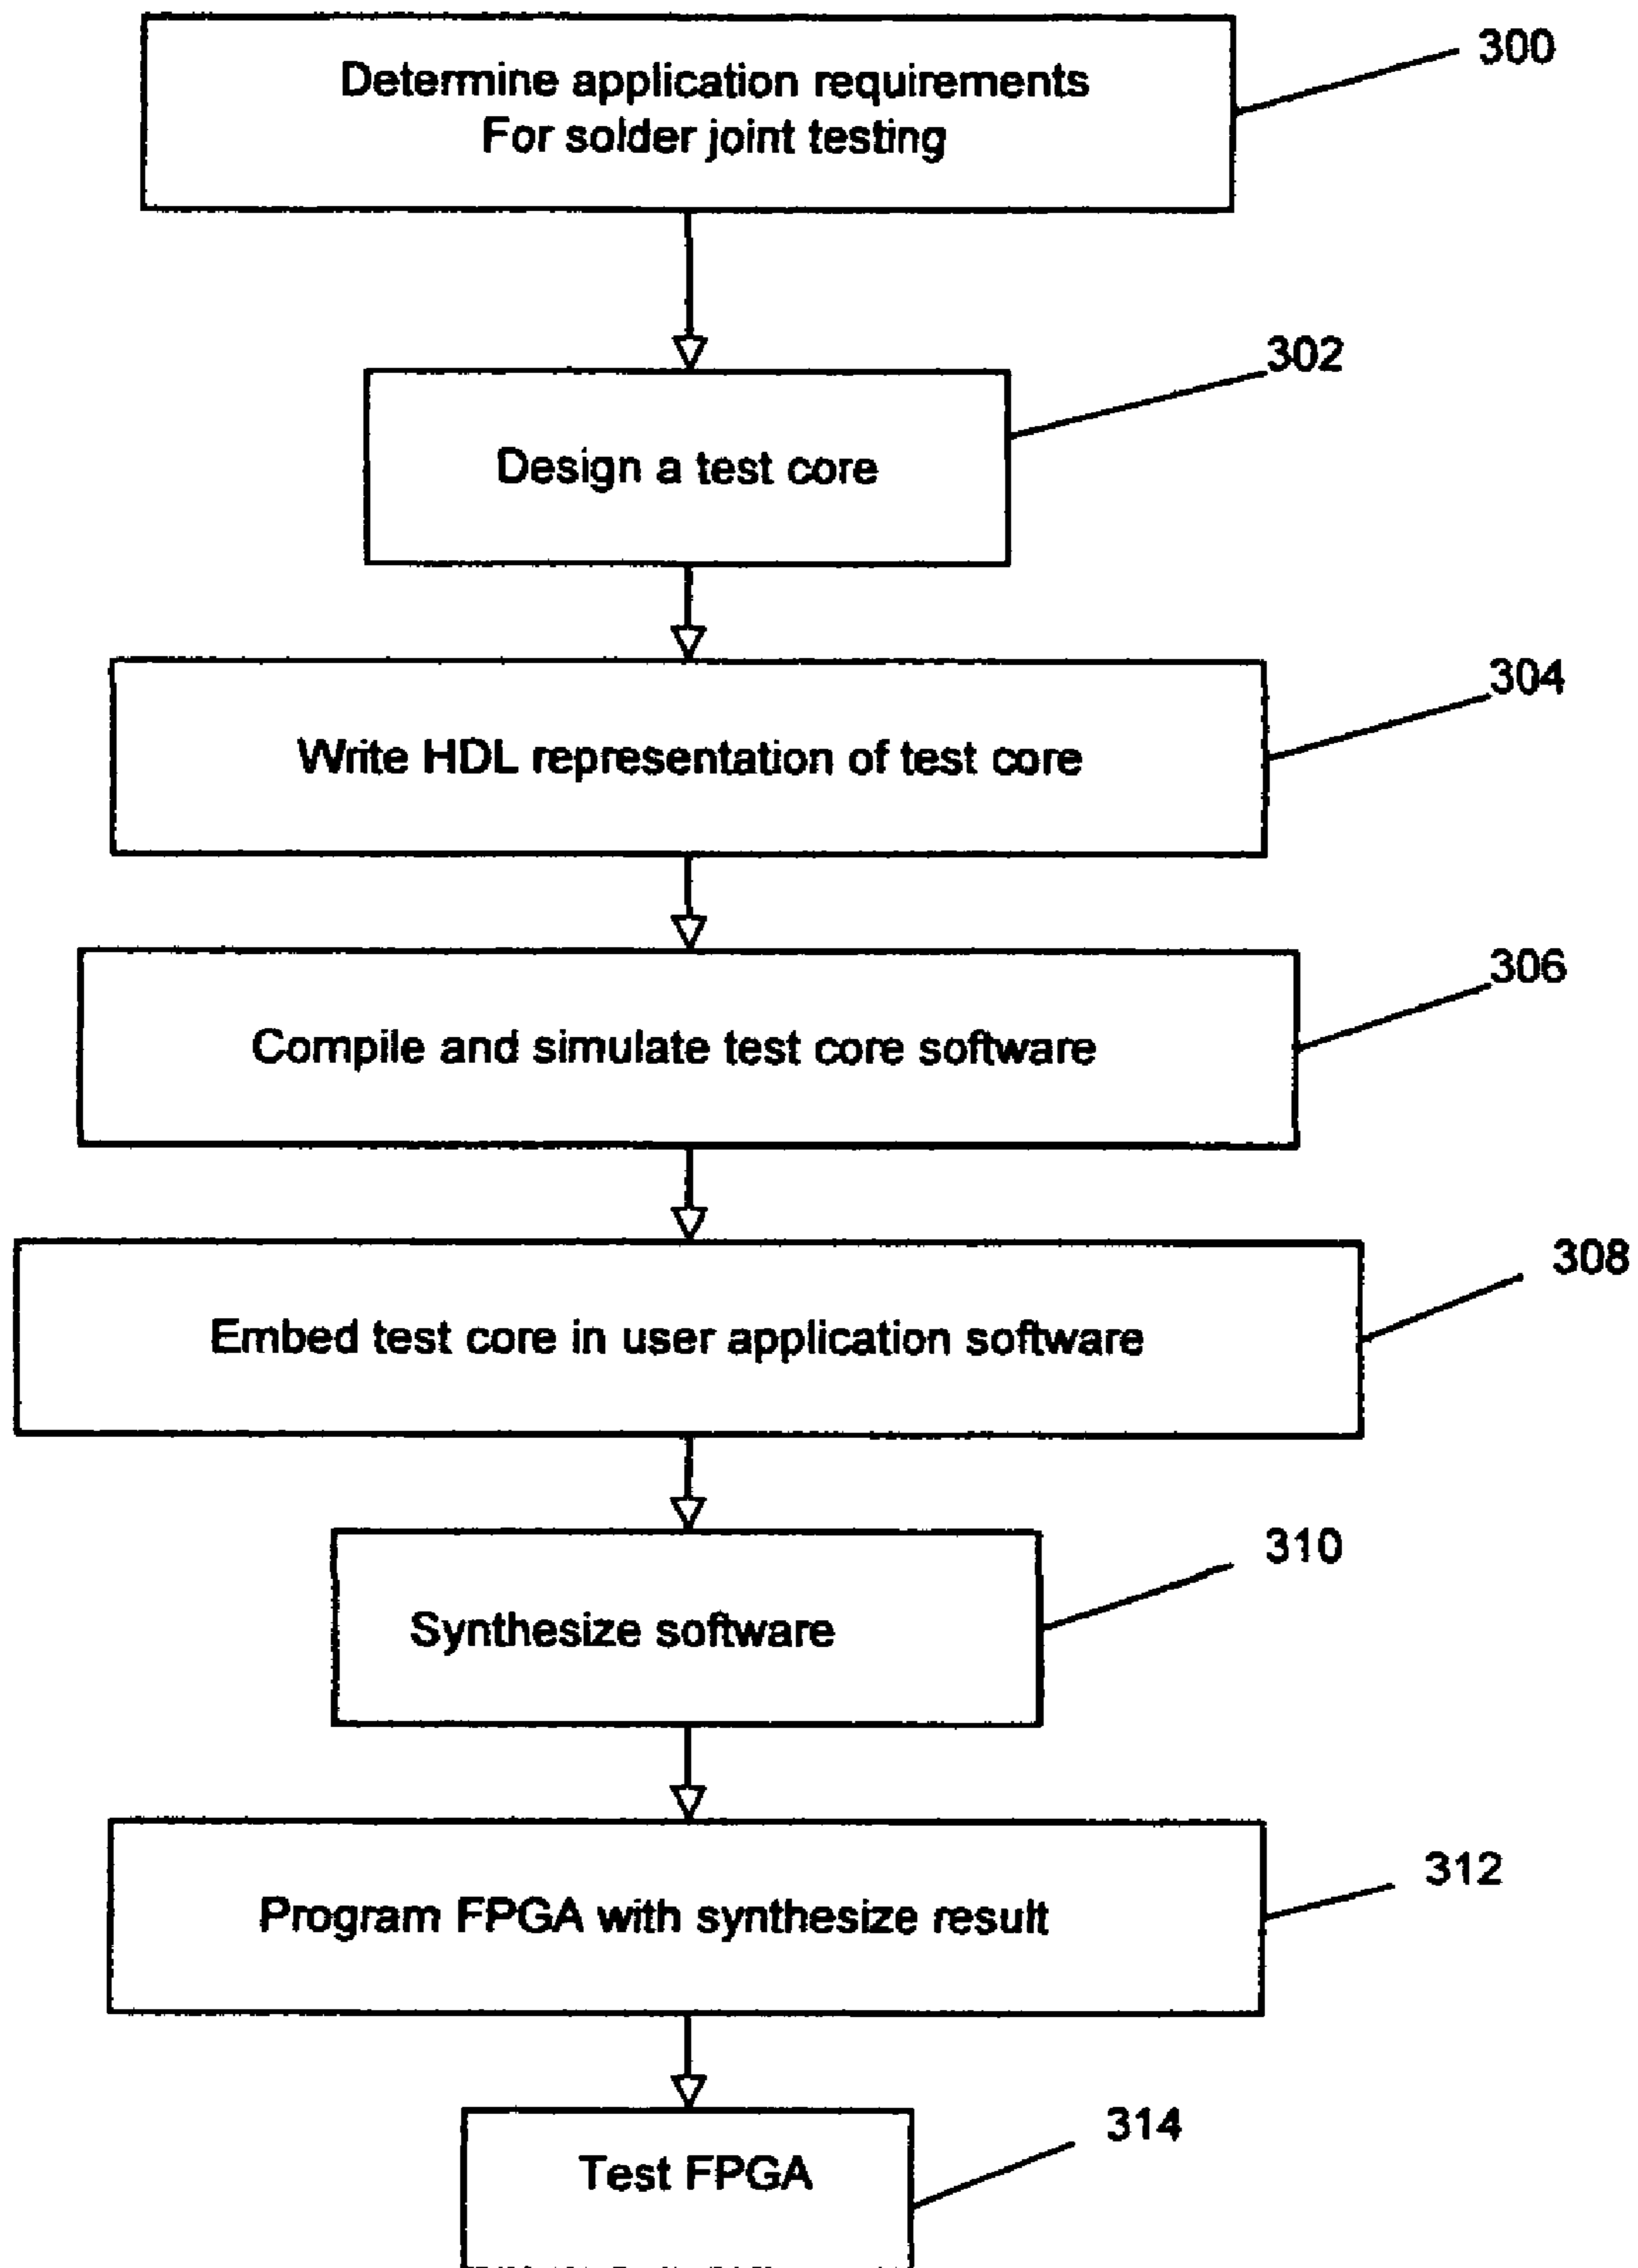 Determine application requirements
For solder joint testing
300
302
Design a test core
304
Write HDL representation of test core
306
Compile and simulate test core software
308
Embed test core in user application software
310
Synthesize software
312
Program FPGA with synthesize result
314
Test FPGA